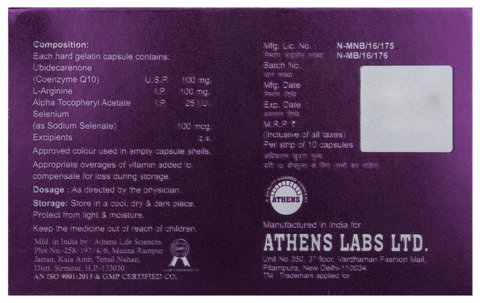 Composition:
Each hard gelatin capsule contains:
Ubidecarenone
(Coenzyme Q10) U.S.P. 100 mg.
L-Arginine I.P. 100 mg.
Alpha Tocopheryl Acetate I.P. 25 I.U.
Selenium
(as Sodium Selenate) 100 mcg.
Excipients q.s.
Approved colour used in empty capsule shells.
Appropriate overages of vitamin added to
compensate for loss during storage.
Dosage : As directed by the physician.
Storage: Store in a cool, dry & dark place.
Protect from light & moisture.
Keep the medicine out of reach of children.
Mfd. in India by : Athens Life Sciences
Plot No.-258/197/4/6, Mauza Rampur
Jattan, Kala Amb, Tehsil Nahan,
Distt. Sirmour, H.P.-173030
AN ISO 9001:2015 & GMP CERTIFIED CO.
GMP
Mfg. Lic. No. : N-MNB/16/175
N-MB/16/176
Batch No.
Mfg. Date
Exp. Date
M.R.P. ₹
(Inclusive of all taxes)
Per strip of 10 capsules
ATHENS
Manufactured in India for
ATHENS LABS LTD.
Unit No 350, 3rd floor, Vardhaman Fashion Mall,
Pitampura, New Delhi-110034
TM : Trademark applied for